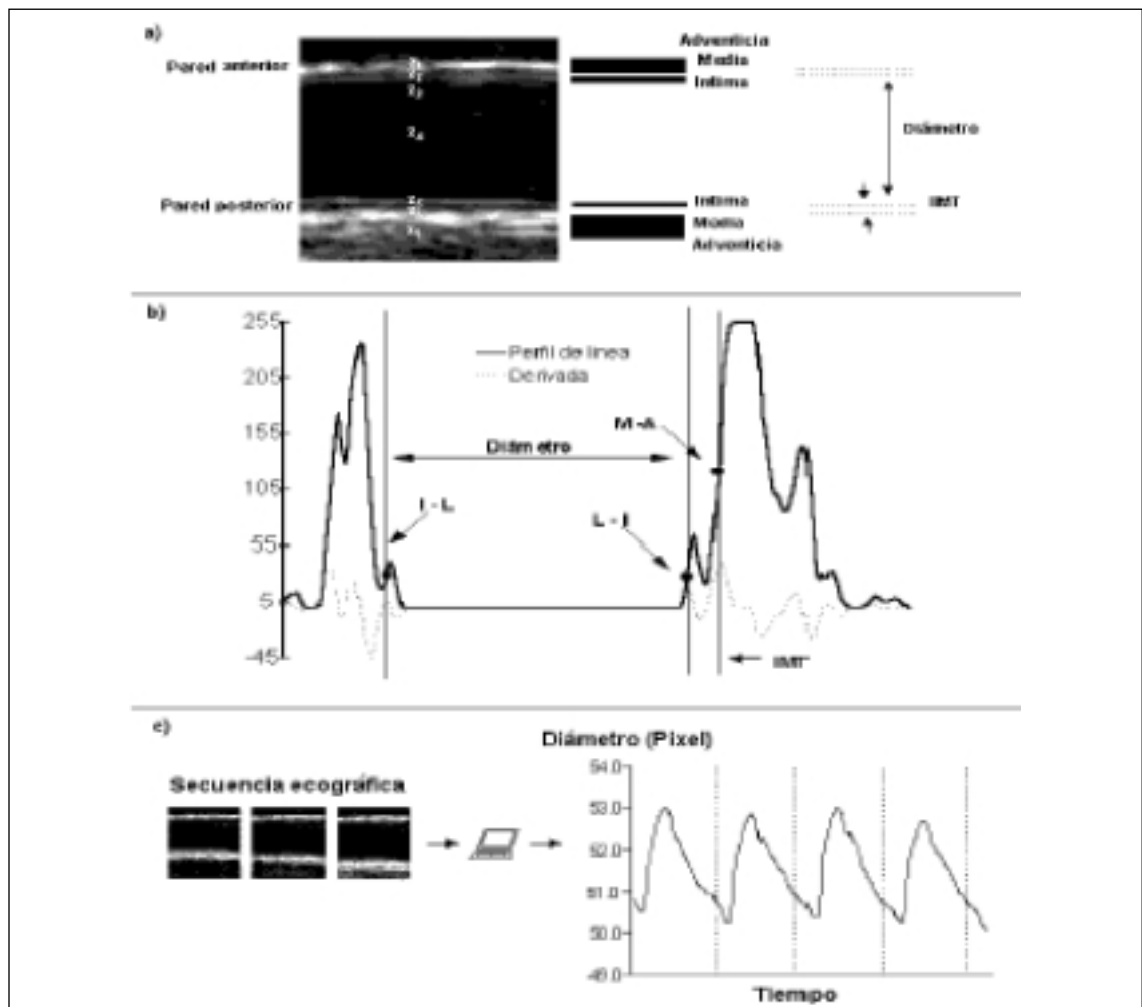 a)
Adventicia
Pared anterior
Media
Intima
Diámetro
Pared posterior
Intima
IMT
Media
Adventicia
b)
255
205
155
105
55
5
-45
Perfil de línea
Derivada
M-A
Diámetro
I - L
L - I
IMT
c)
Diámetro (Pixel)
Secuencia ecográfica
54.0
53.0
52.0
51.0
50.0
49.0
Tiempo